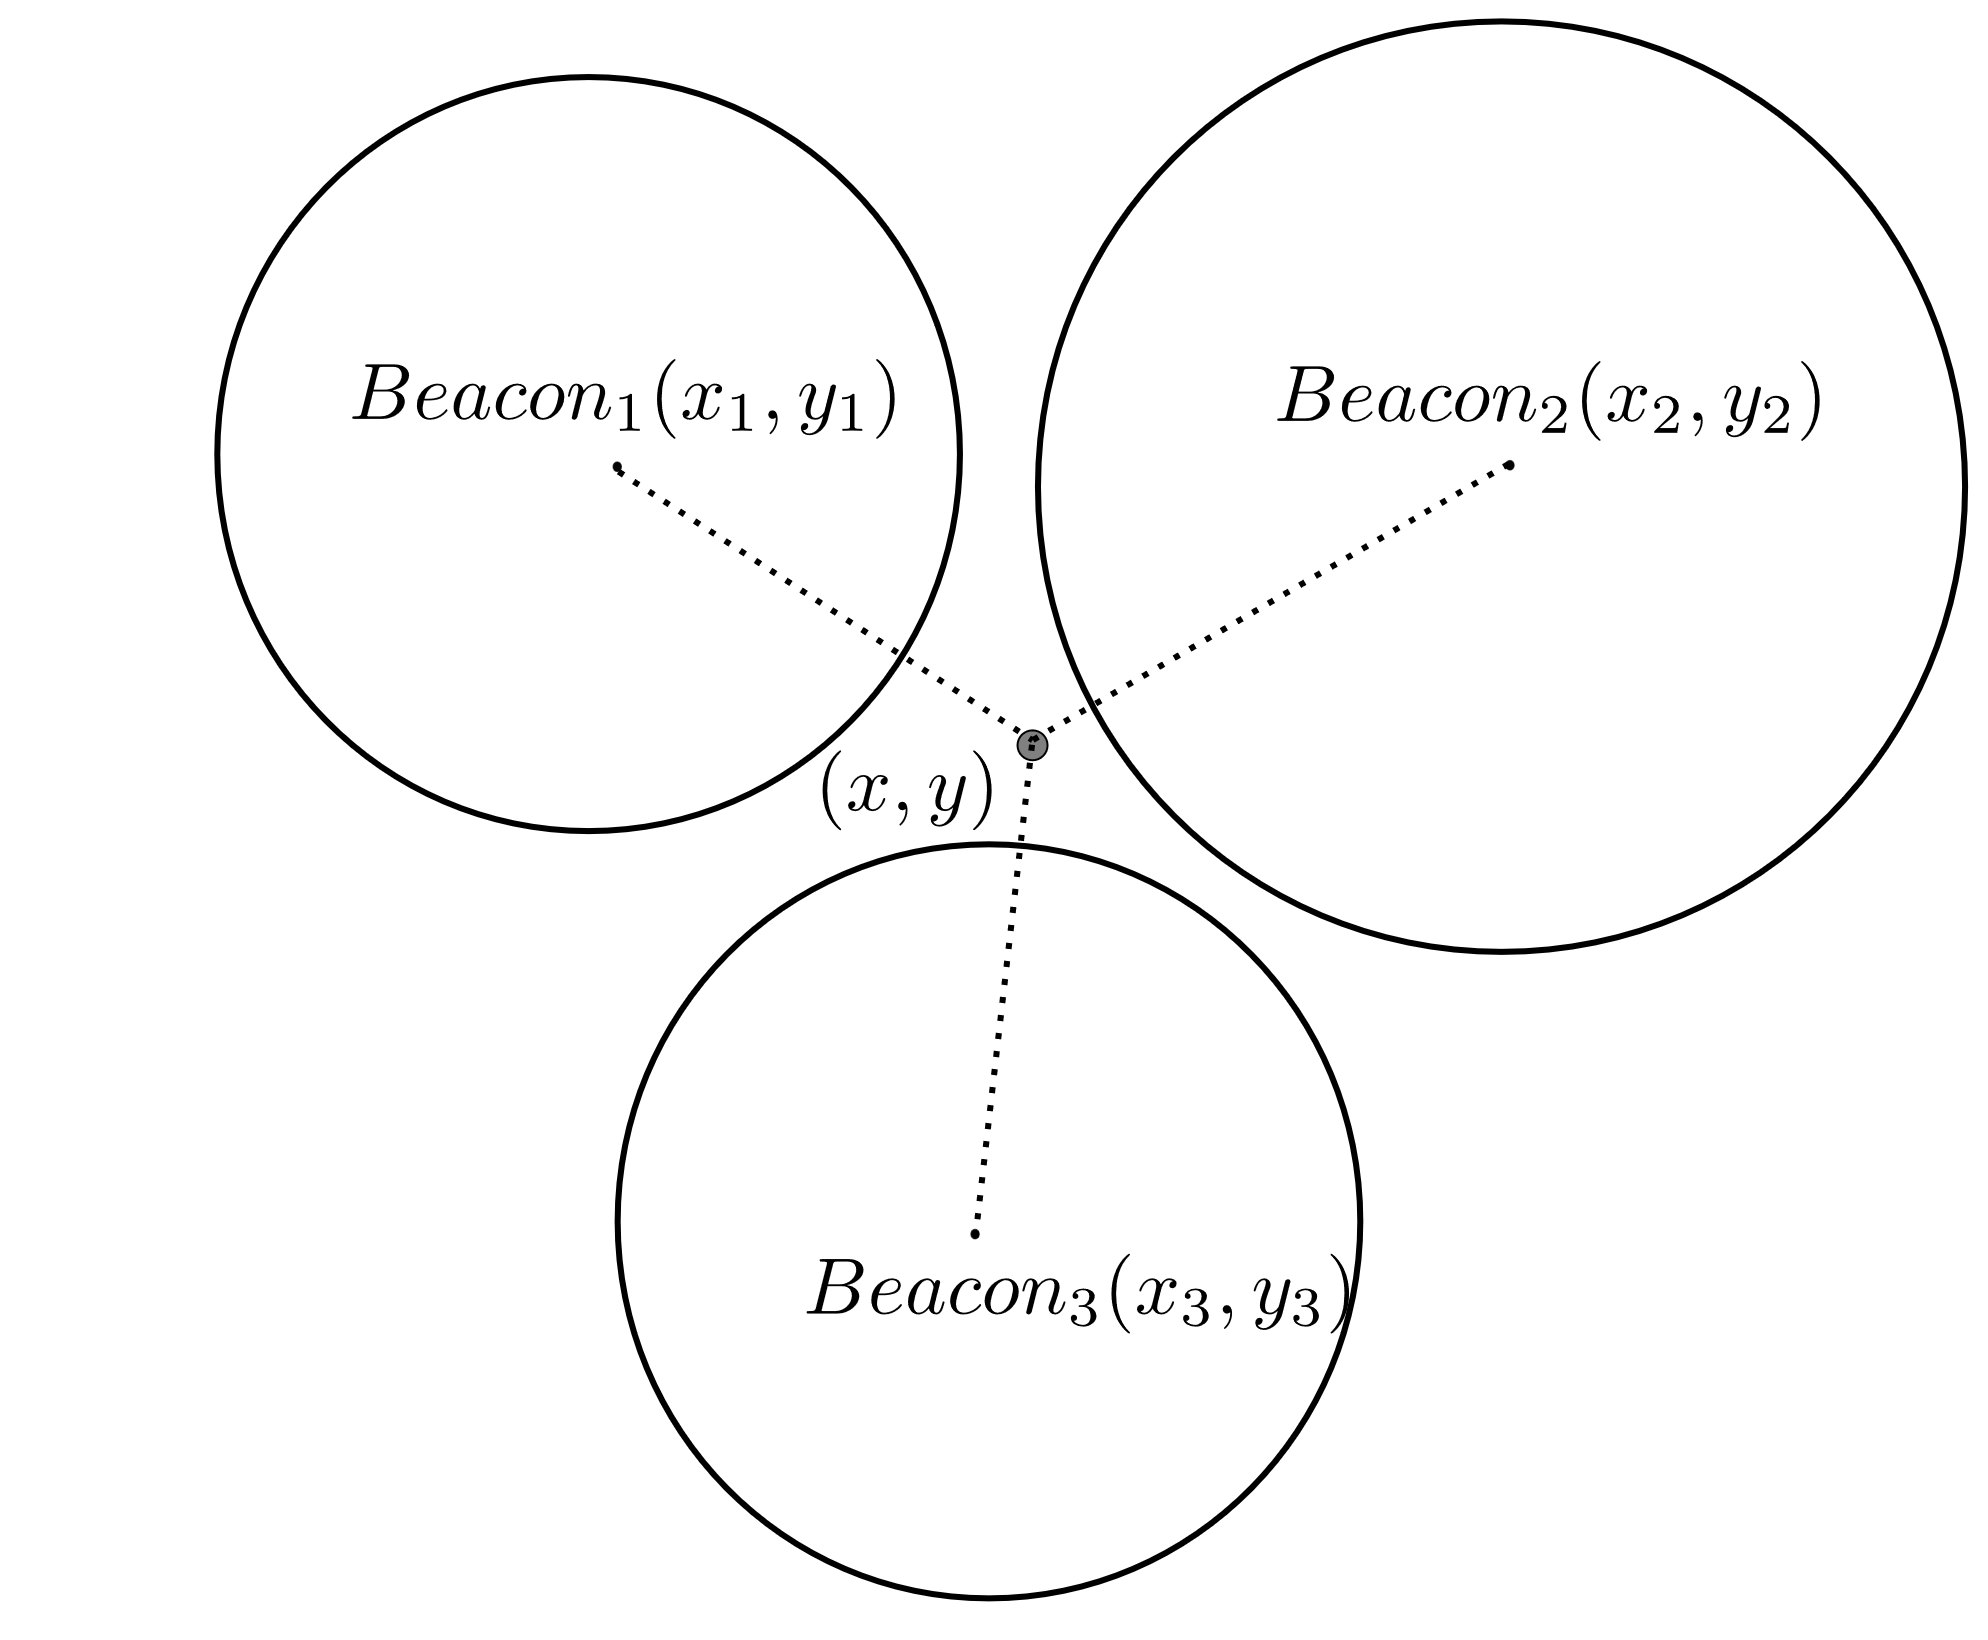 Beacon₁(x₁, y₁)
Beacon₂(x₂, y₂)
(x, y)
Beacon₃(x₃, y₃)